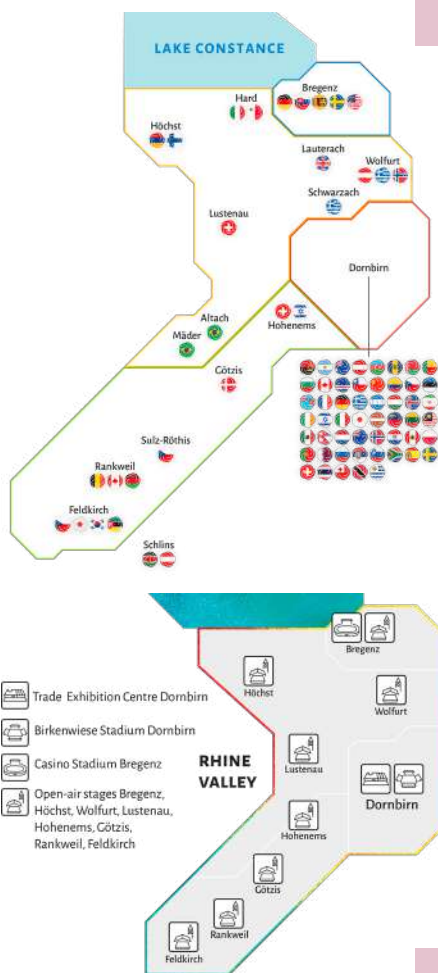 LAKE CONSTANCE
Bregenz
Hard
Höchst
Lauterach
Wolfurt
Schwarzach
Lustenau
Dornbirn
Altach
Hohenems
Mäder
Götzis
Sulz-Röthis
Rankweil
Feldkirch
Schlins
Bregenz
Höchst
Trade Exhibition Centre Dornbirn
Wolfurt
Birkenwiese Stadium Dornbirn
Casino Stadium Bregenz
RHINE
VALLEY
Lustenau
Open-air stages Bregenz,
Höchst, Wolfurt, Lustenau,
Hohenems, Götzis,
Rankweil, Feldkirch
Dornbirn
Hohenems
Götzis
Rankweil
Feldkirch